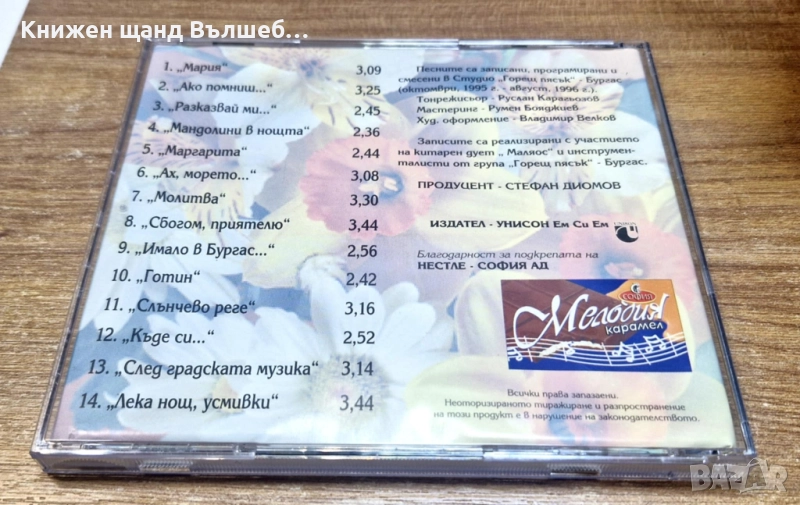 Книжен щанд Вълшеб...
1. „Мария“ 3,09
2. „Ако помниш...“ 3,25
3. „Разказвай ми...“ 2,45
4. „Мандолини в нощта“ 2,36
5. „Маргарита“ 2,44
6. „Ах, морето...“ 3,08
7. „Молитва“ 3,30
8. „Сбогом, приятелю“ 3,44
9. „Имало в Бургас...“ 2,56
10. „Готин“ 2,42
11. „Слънчево реге“ 3,16
12. „Къде си...“ 2,52
13. „След градската музика“ 3,14
14. „Лека нощ, усмивки“ 3,44
Песните са записани, програмирани и
смесени в Студио „Горещ пясък“ - Бургас
(октомври, 1995 г. - август, 1996 г.).
Тонрежисьор - Руслан Карагьозов
Мастеринг - Румен Бояджиев
Худ. оформление - Владимир Велков
Записите са реализирани с участието
на китарен дует „ Маляос“ и инструмен-
талисти от група „Горещ пясък“ - Бургас.
ПРОДУЦЕНТ - СТЕФАН ДИОМОВ
ИЗДАТЕЛ - УНИСОН Ем Си Ем
Благодарност за подкрепата на
НЕСТЛЕ - СОФИЯ АД
Мелодия
карамел
Всички права запазени.
Неоторизираното тиражиране и разпространение
на този продукт е в нарушение на законодателството.
BAZAR